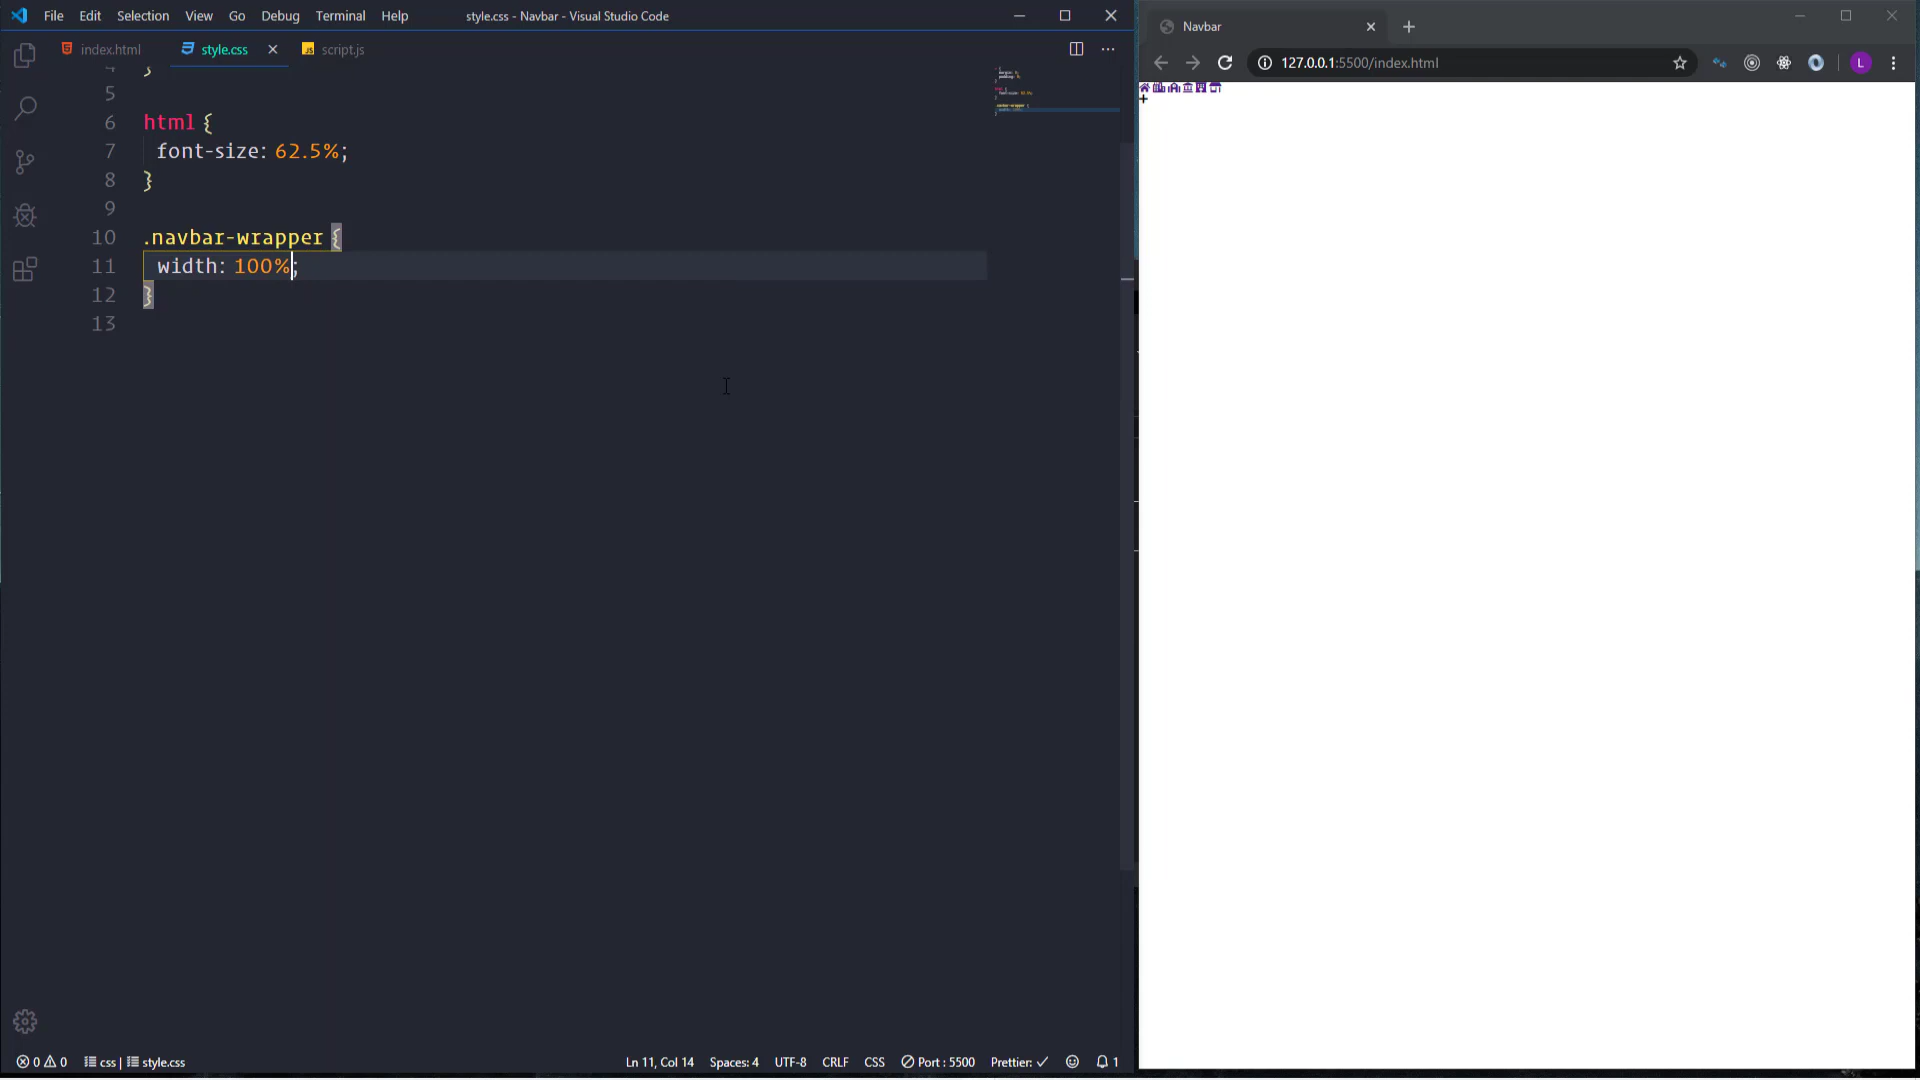 File Edit Selection View Go Debug Terminal Help style.css - Navbar - Visual Studio Code
index.html style.css script.js
4 }
5
6 html {
7 font-size: 62.5%;
8 }
9
10 .navbar-wrapper {
11 width: 100%;
12 }
13
0 0 css | style.css Ln 11, Col 14 Spaces: 4 UTF-8 CRLF CSS Port : 5500 Prettier: ✓ 1
Navbar
127.0.0.1:5500/index.html L
+